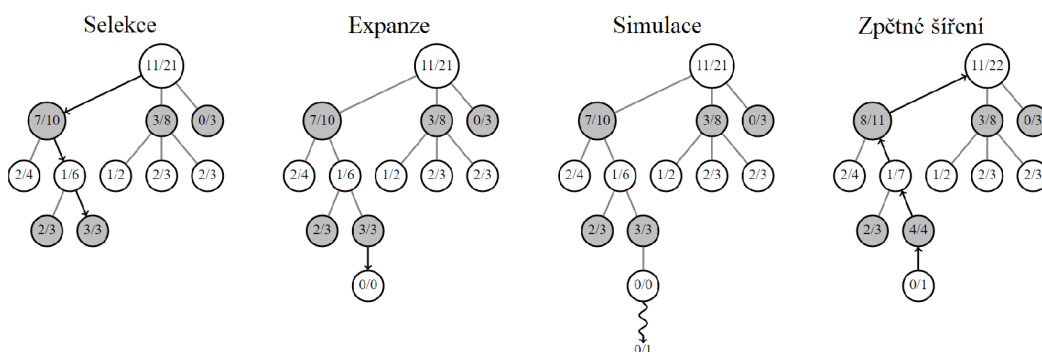 Selekce
11/21
7/10 3/8 0/3
2/4 1/6 1/2 2/3 2/3
2/3 3/3
Expanze
11/21
7/10 3/8 0/3
2/4 1/6 1/2 2/3 2/3
2/3 3/3
0/0
Simulace
11/21
7/10 3/8 0/3
2/4 1/6 1/2 2/3 2/3
2/3 3/3
0/0
0/1
Zpětné šíření
11/22
8/11 3/8 0/3
2/4 1/7 1/2 2/3 2/3
2/3 4/4
0/1